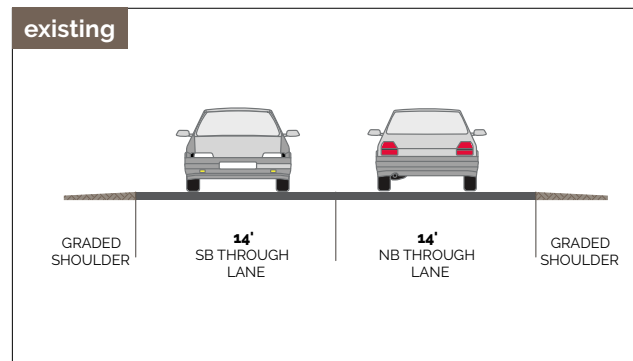 existing
GRADED
SHOULDER
14'
SB THROUGH
LANE
14'
NB THROUGH
LANE
GRADED
SHOULDER